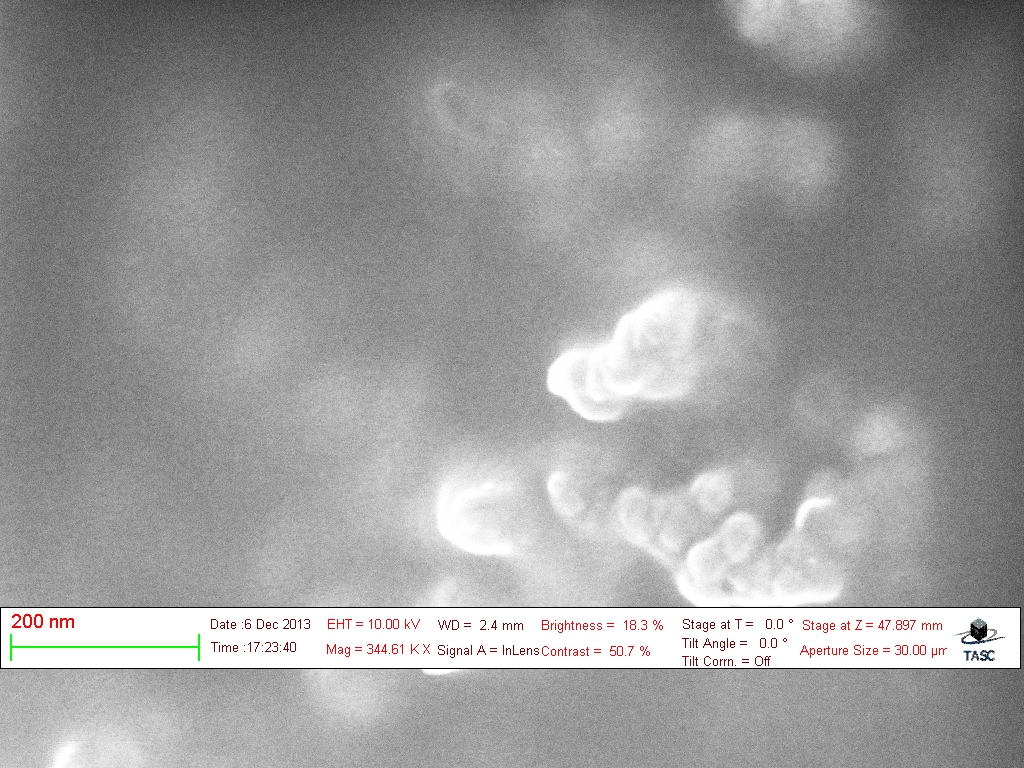 200 nm
Date :6 Dec 2013 EHT = 10.00 kV WD = 2.4 mm Brightness = 18.3 % Stage at T = 0.0 ° Stage at Z = 47.897 mm
Time :17:23:40 Mag = 344.61 K X Signal A = InLens Contrast = 50.7 % Tilt Angle = 0.0 ° Aperture Size = 30.00 µm
Tilt Corrn. = Off
TASC